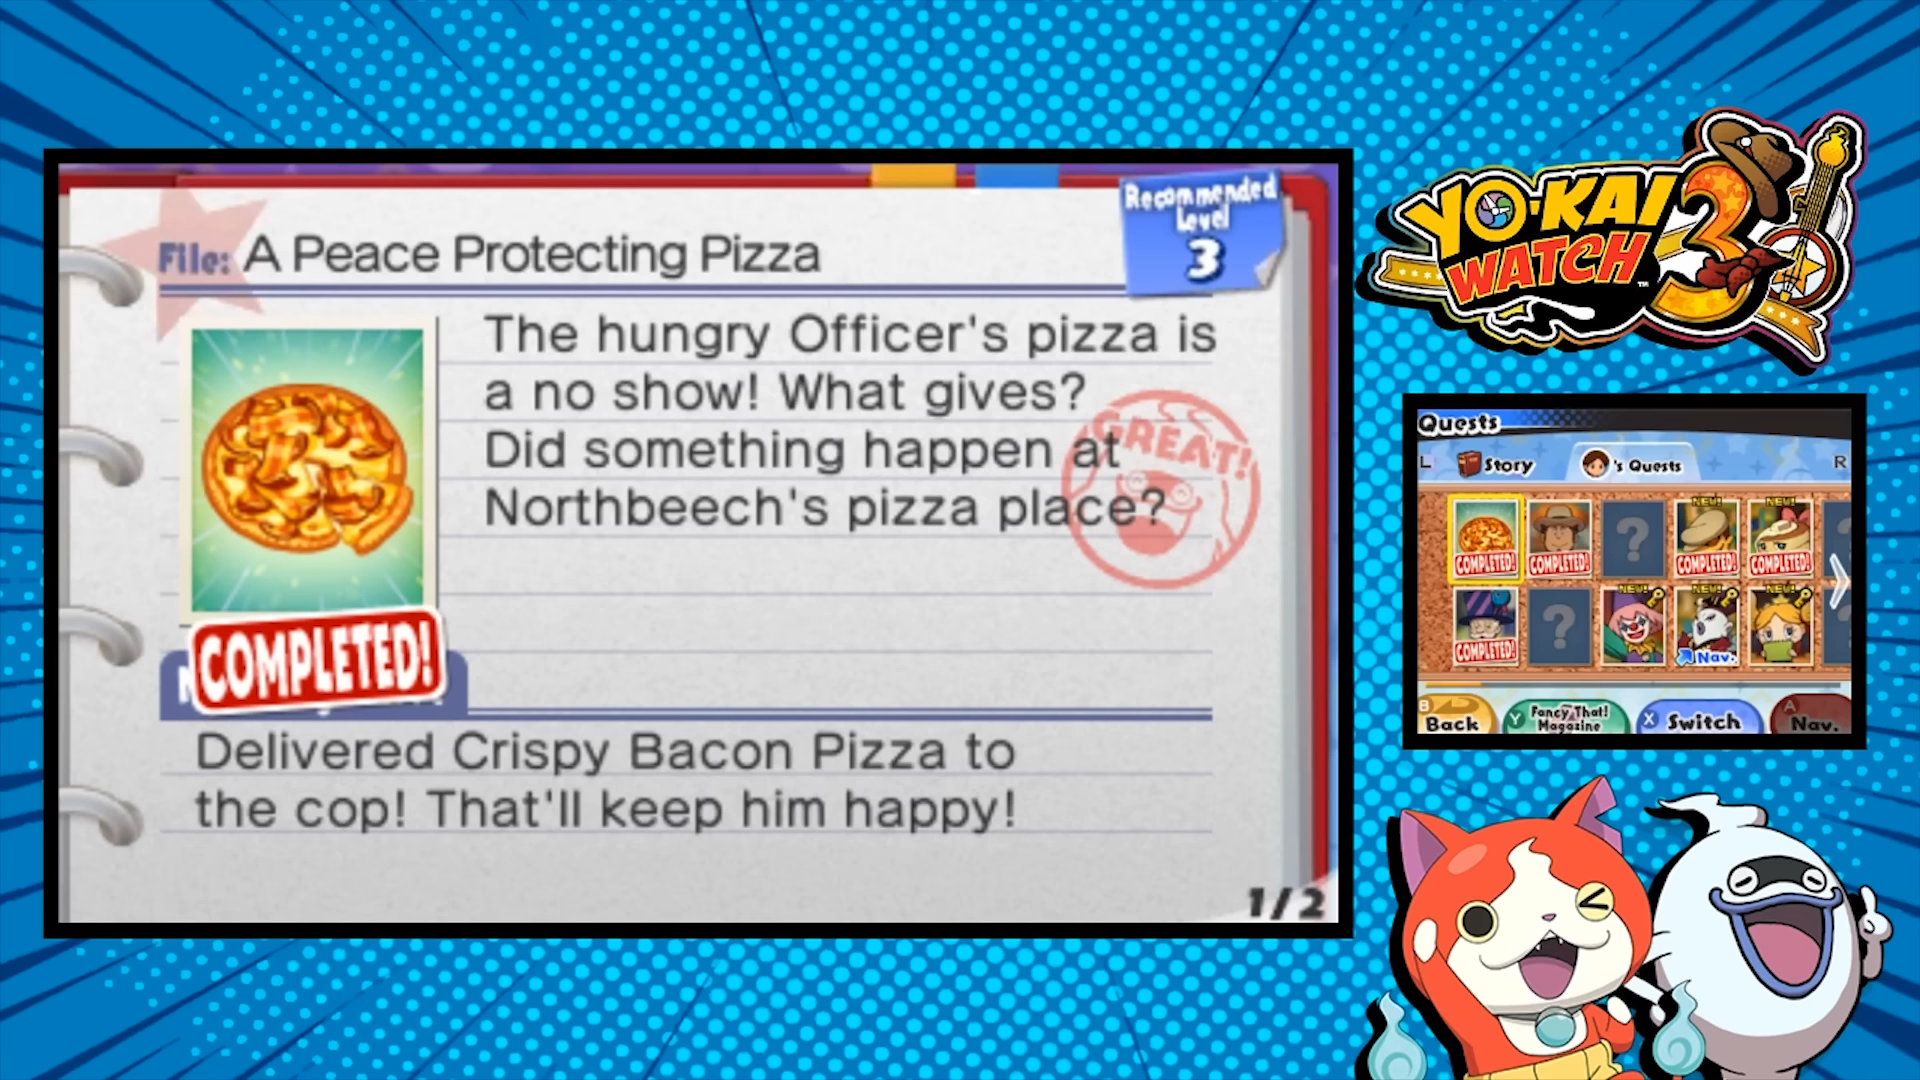 File: A Peace Protecting Pizza
Recommended
Level
3
The hungry Officer's pizza is
a no show! What gives?
Did something happen at
Northbeech's pizza place?
GREAT!
COMPLETED!
Delivered Crispy Bacon Pizza to
the cop! That'll keep him happy!
1/2
YO-KAI
WATCH 3
™
Quests
L Story 's Quests R
NEW! NEW!
?
COMPLETED! COMPLETED! COMPLETED! COMPLETED!
NEW! NEW! NEW!
?
COMPLETED! Nav.
B Back Y Fancy That! Magazine X Switch A Nav.